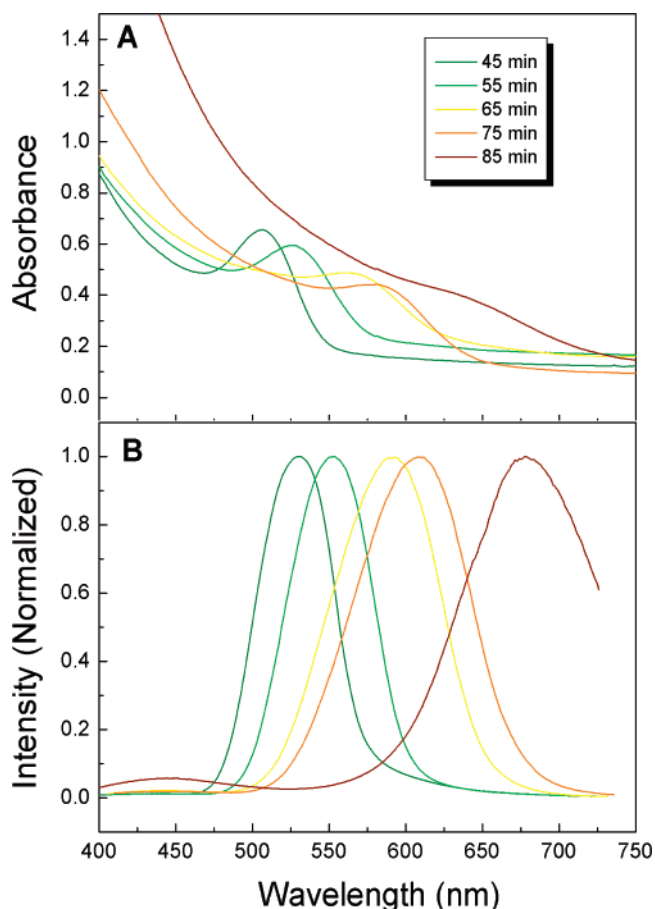 A
1.4
1.2
1.0
0.8
0.6
0.4
0.2
0.0
Absorbance
45 min
55 min
65 min
75 min
85 min
B
1.0
0.8
0.6
0.4
0.2
0.0
Intensity (Normalized)
400 450 500 550 600 650 700 750
Wavelength (nm)